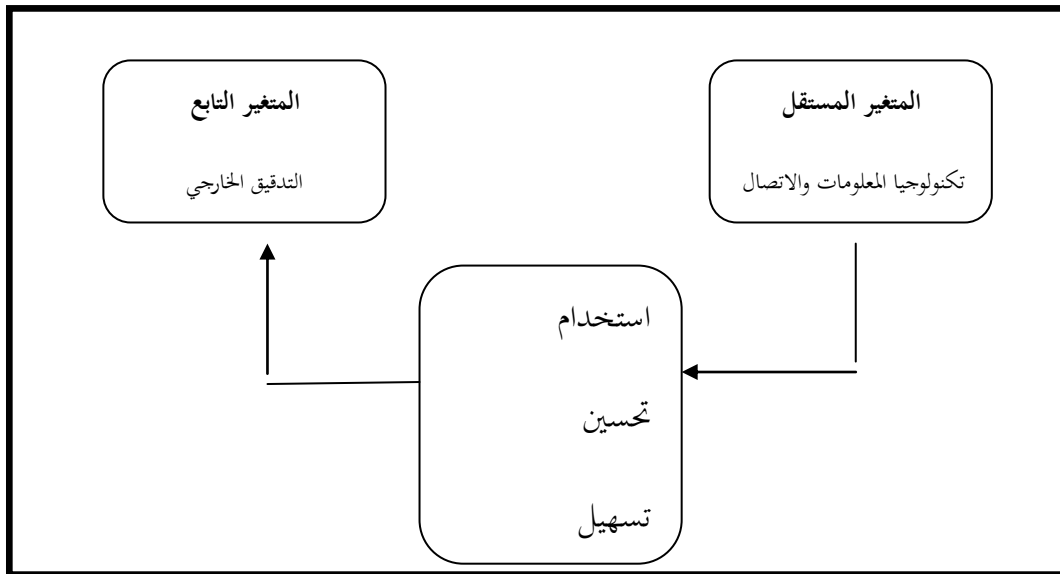 المتغير المستقل
تكنولوجيا المعلومات والاتصال
المتغير التابع
التدقيق الخارجي
استخدام
تحسين
تسهيل